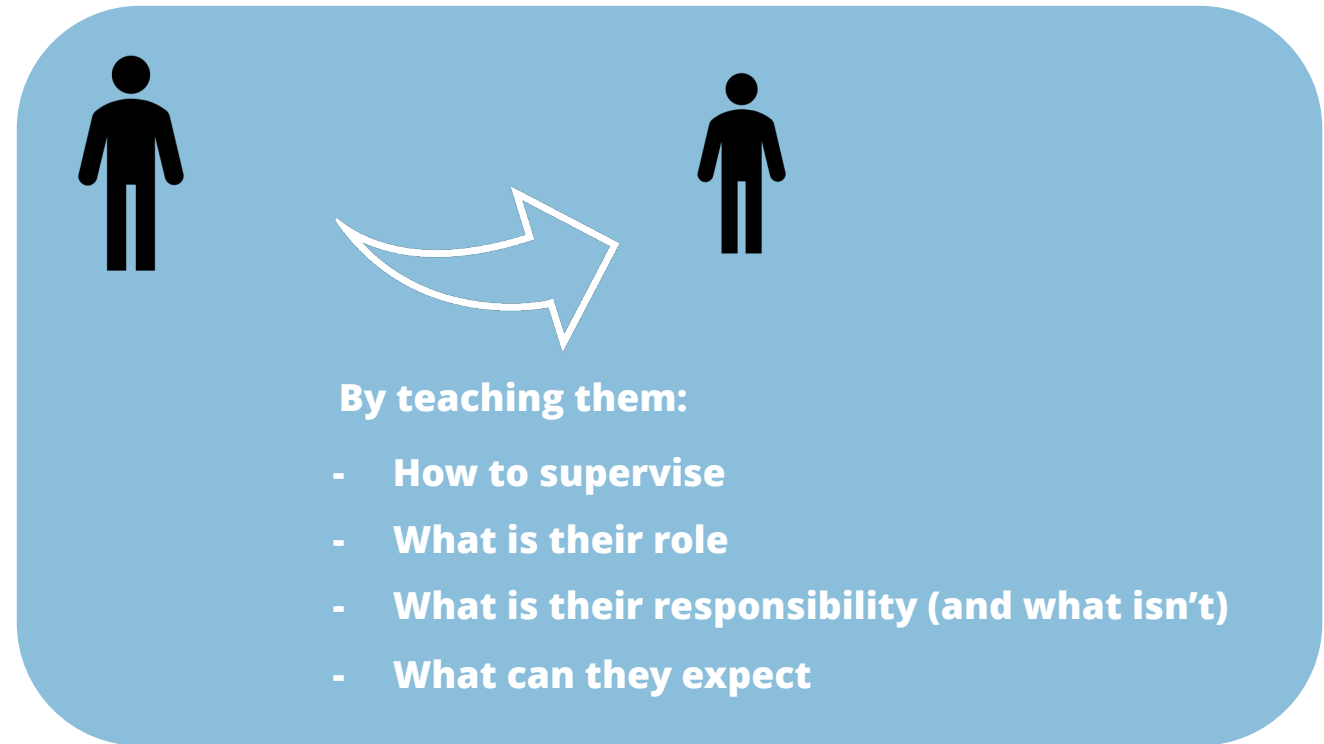 By teaching them:
- How to supervise
- What is their role
- What is their responsibility (and what isn’t)
- What can they expect